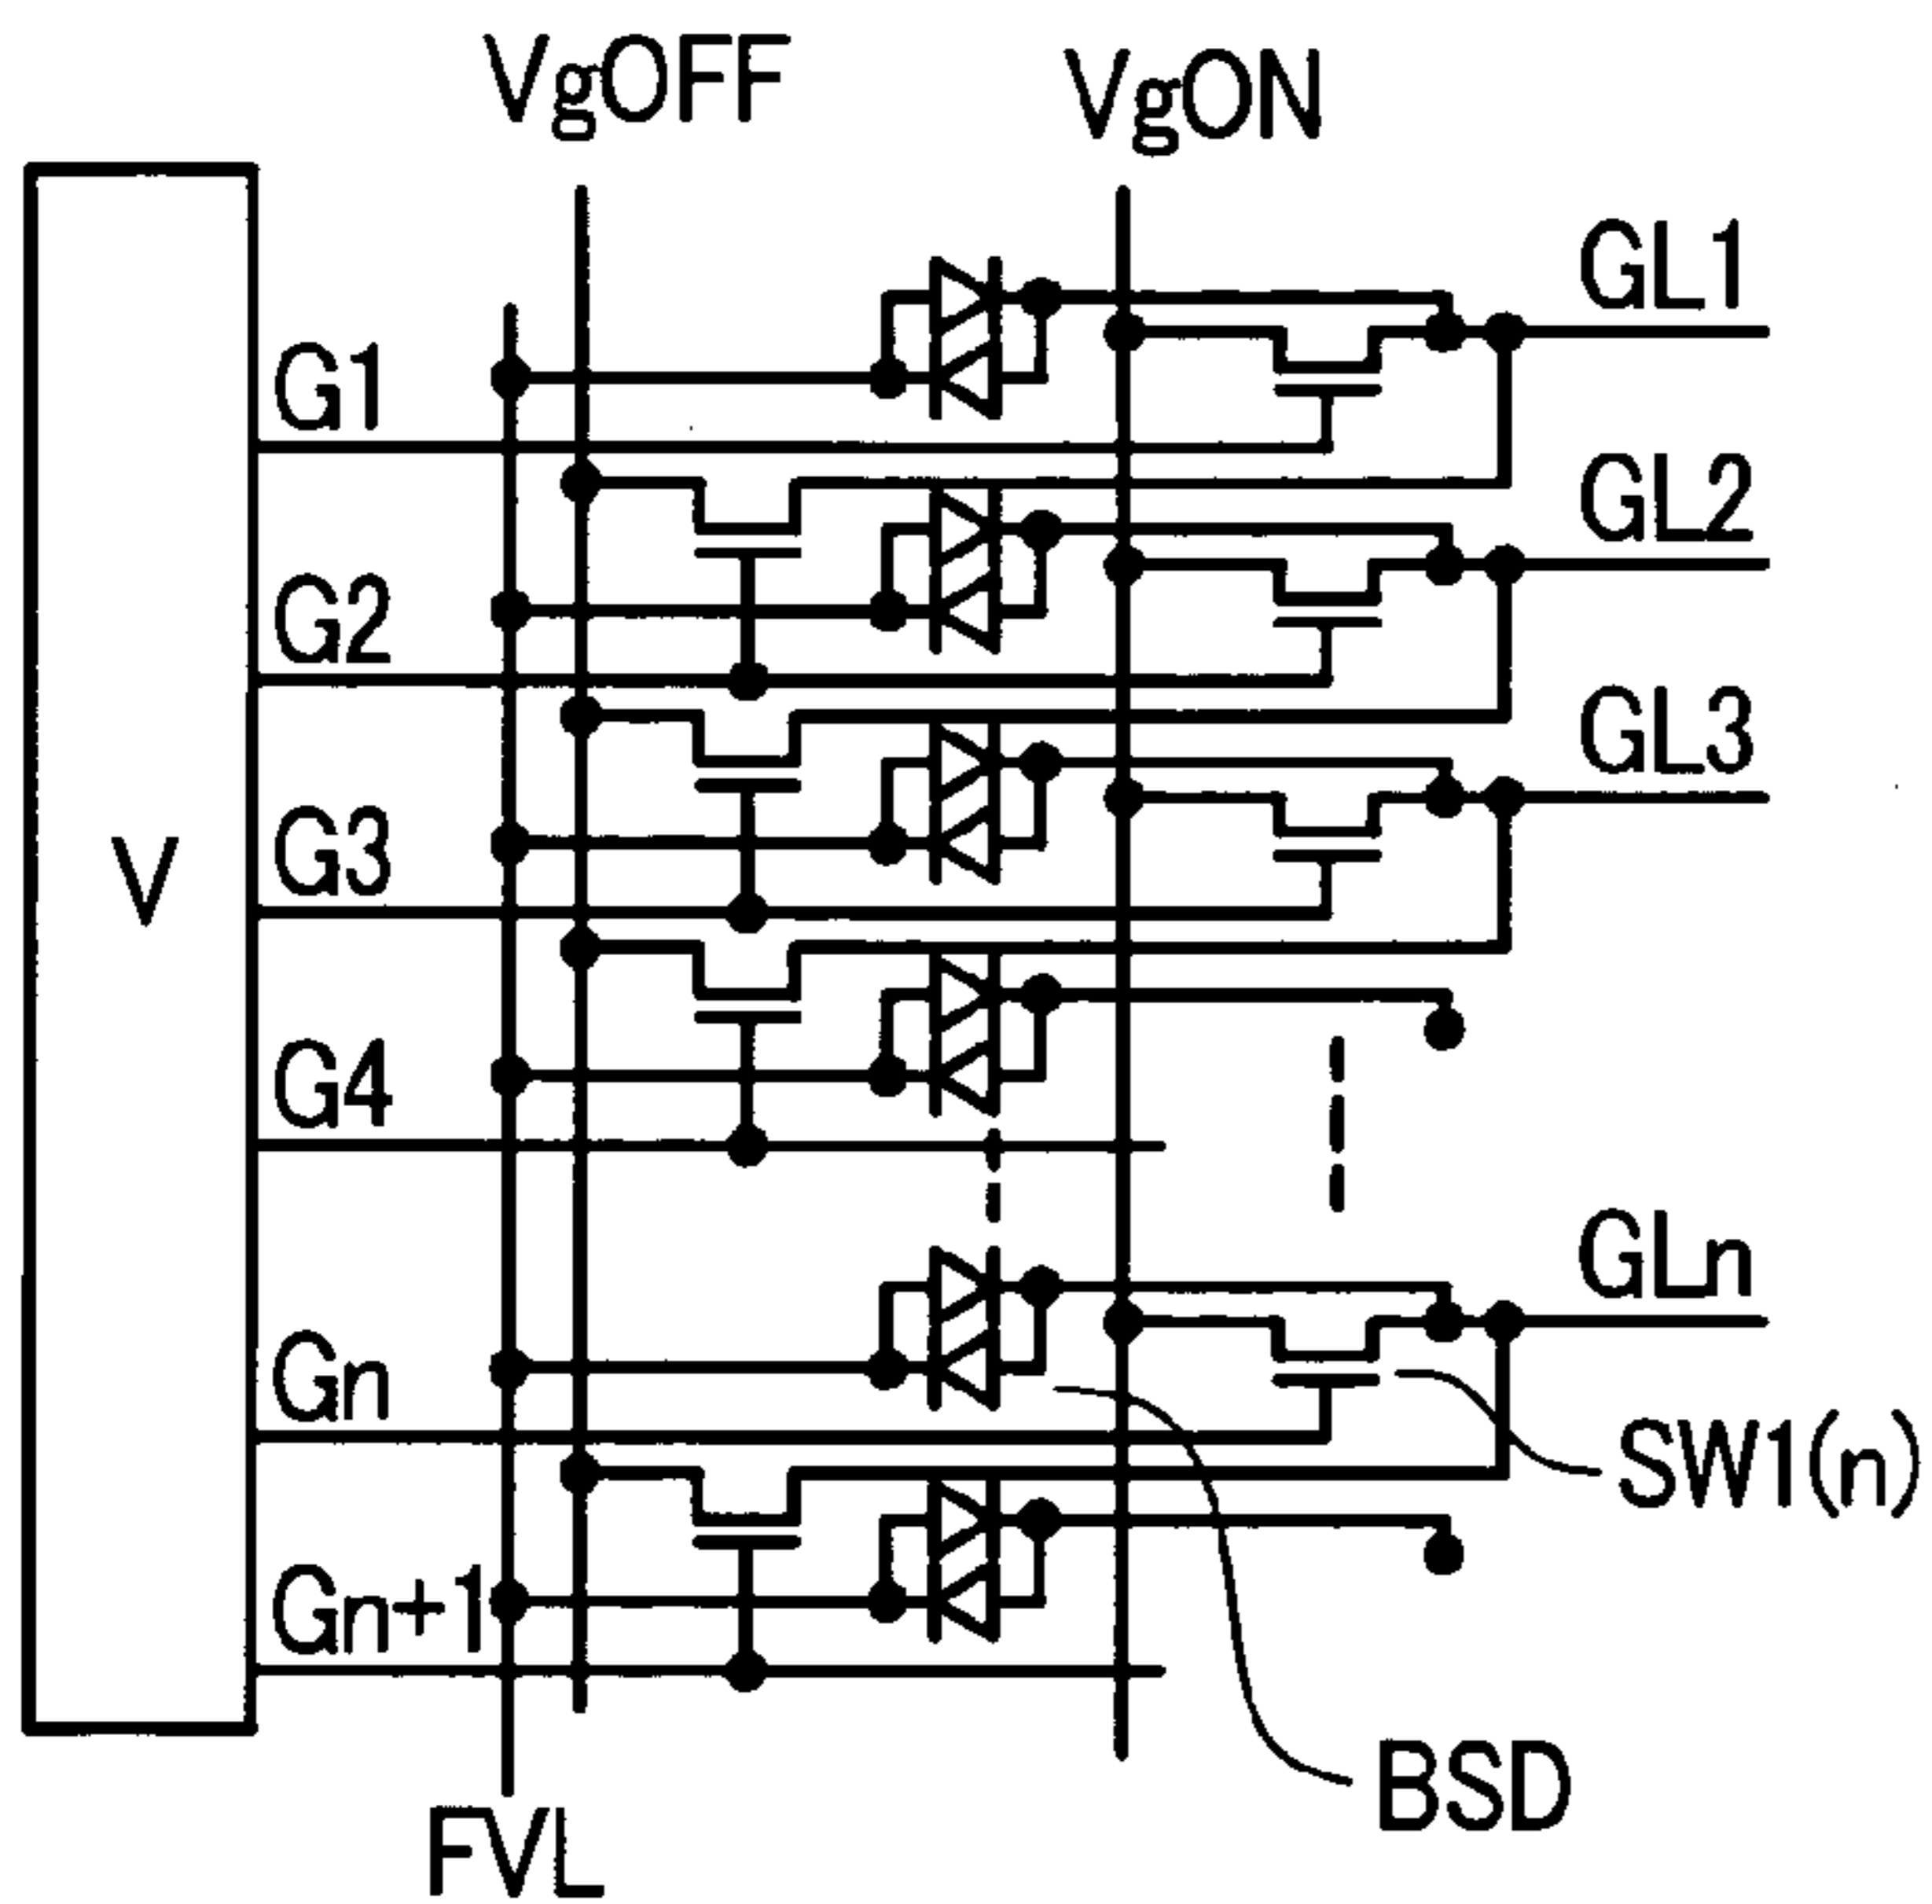 VgOFF
VgON
GL1
G1
GL2
G2
GL3
G3
V
G4
GLn
Gn
SW1(n)
Gn+1
BSD
FVL